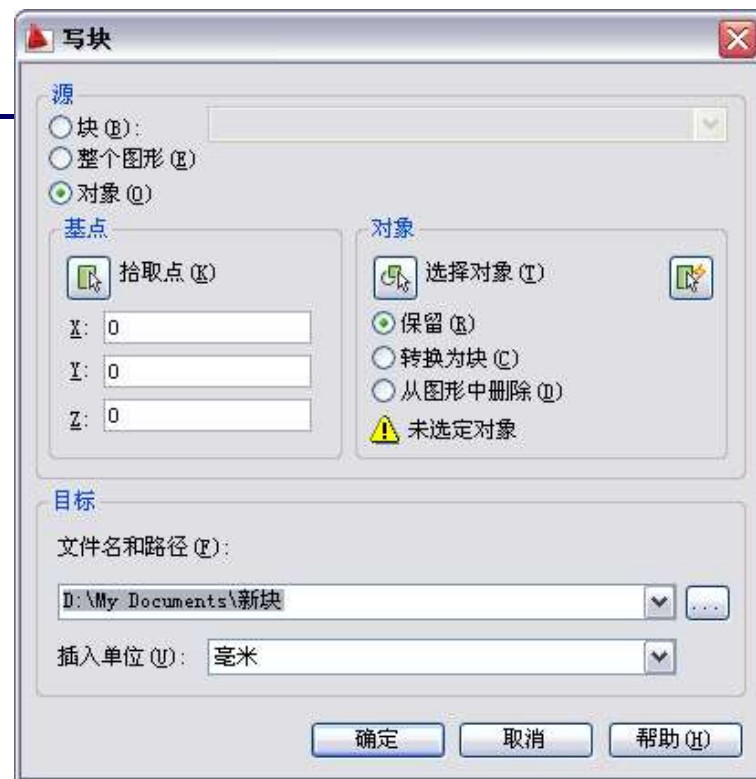 写块
源
块(B):
整个图形(E)
对象(O)
基点
拾取点(K)
X: 0
Y: 0
Z: 0
对象
选择对象(T)
保留(R)
转换为块(C)
从图形中删除(D)
未选定对象
目标
文件名和路径(F):
D:\My Documents\新块
...
插入单位(U): 毫米
确定 取消 帮助(H)